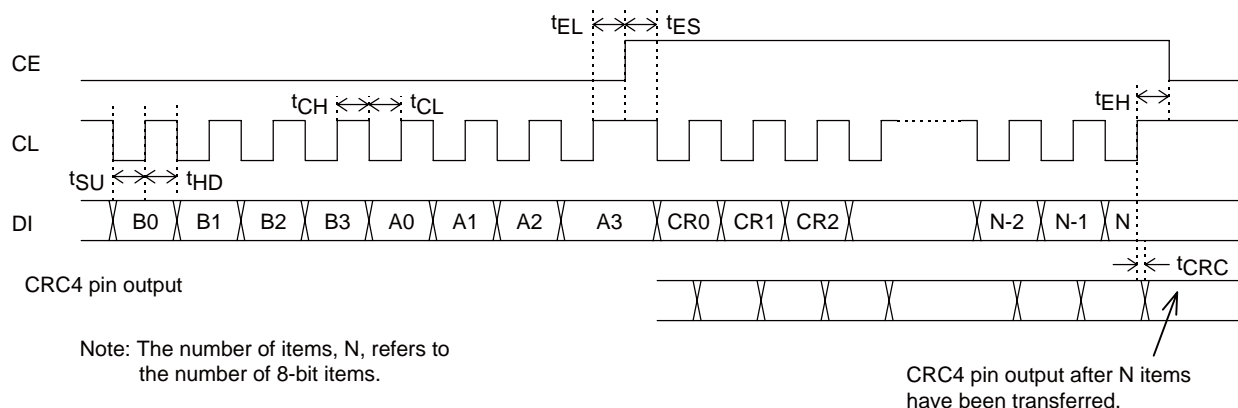 tEL tES
CE
tCH tCL tEH
CL
tSU tHD
DI B0 B1 B2 B3 A0 A1 A2 A3 CR0 CR1 CR2 N-2 N-1 N
tCRC
CRC4 pin output
Note: The number of items, N, refers to
the number of 8-bit items.
CRC4 pin output after N items
have been transferred.